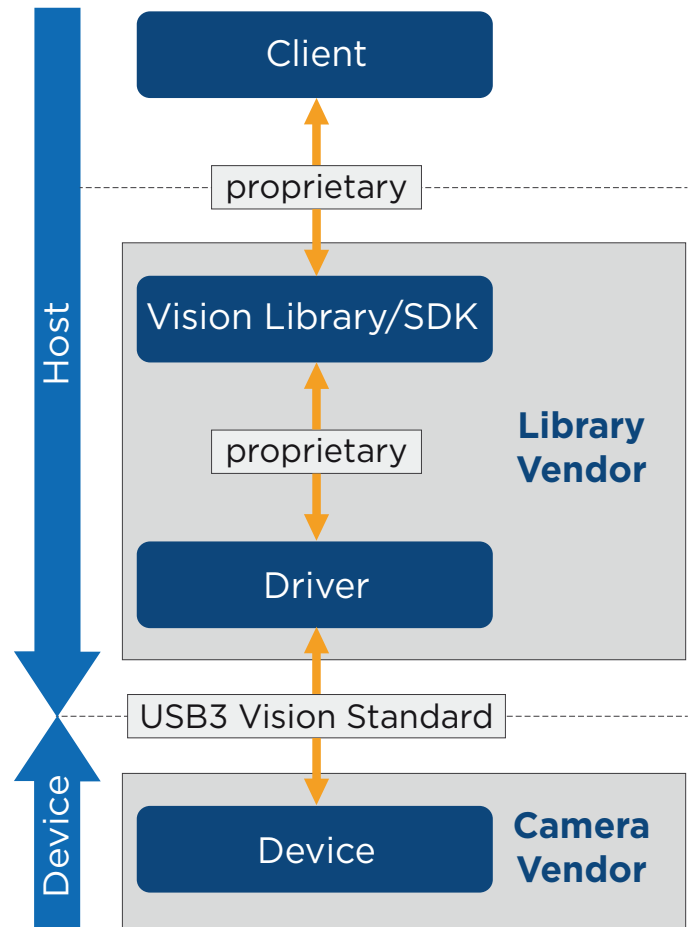 Client
proprietary
Host
Vision Library/SDK
proprietary
Library
Vendor
Driver
USB3 Vision Standard
Device
Device
Camera
Vendor